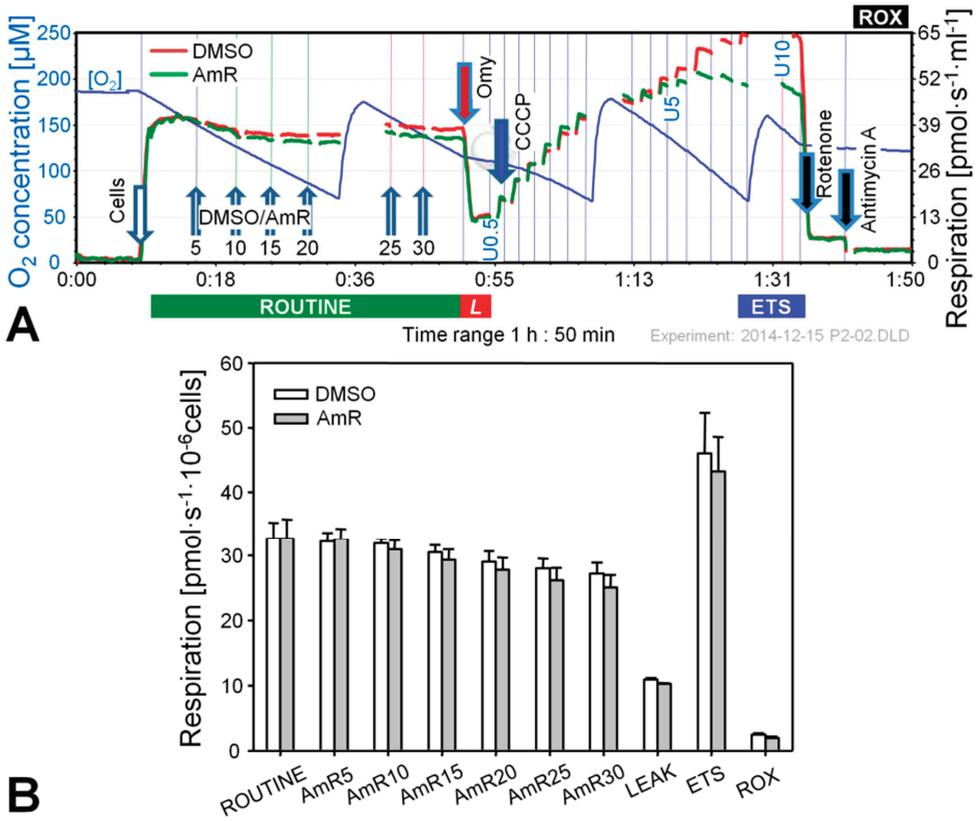 ROX
O2 concentration [µM]
250
200
150
100
50
0
DMSO
AmR
[O2]
Cells
DMSO/AmR
5 10 15 20 25 30
Omy
CCCP
U0.5
U5
U10
Rotenone
Antimycin A
65
52
39
26
13
0
Respiration [pmol·s-1·ml-1]
0:00 0:18 0:36 0:55 1:13 1:31 1:50
ROUTINE L ETS
A
Time range 1 h : 50 min
Experiment: 2014-12-15 P2-02.DLD
Respiration [pmol·s-1·10-6cells]
60
50
40
30
20
10
0
DMSO
AmR
ROUTINE AmR5 AmR10 AmR15 AmR20 AmR25 AmR30 LEAK ETS ROX
B